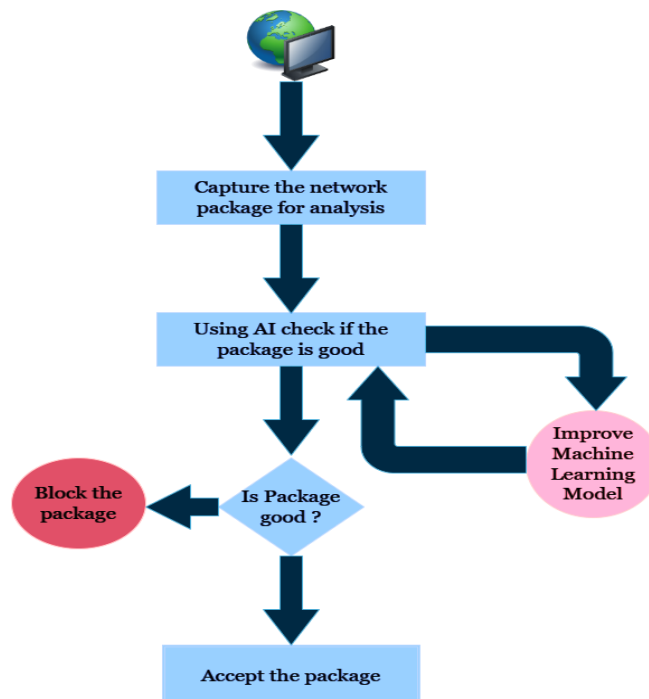 Capture the network
package for analysis
Using AI check if the
package is good
Improve
Machine
Learning
Model
Is Package
good ?
Block the
package
Accept the package